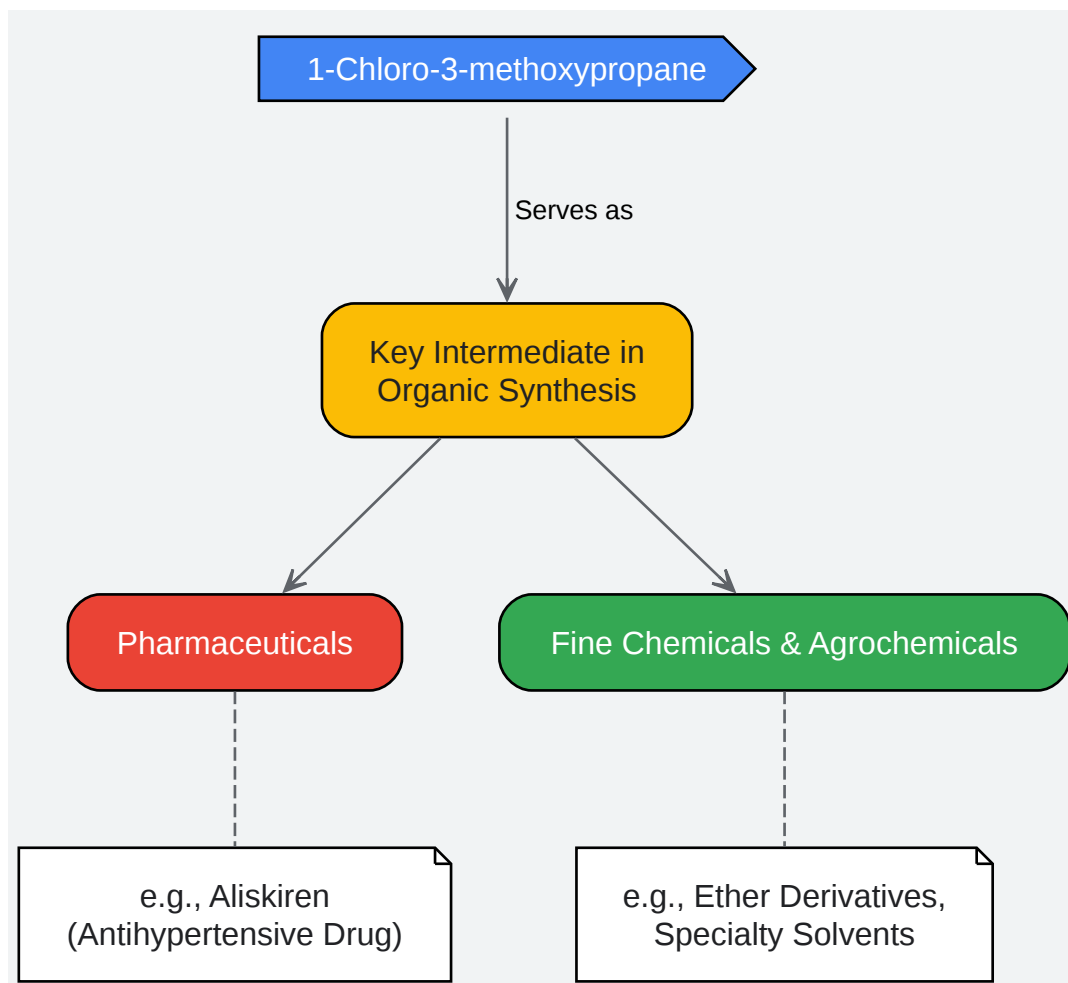 1-Chloro-3-methoxypropane
Serves as
Key Intermediate in
Organic Synthesis
Pharmaceuticals
Fine Chemicals & Agrochemicals
e.g., Aliskiren
(Antihypertensive Drug)
e.g., Ether Derivatives,
Specialty Solvents